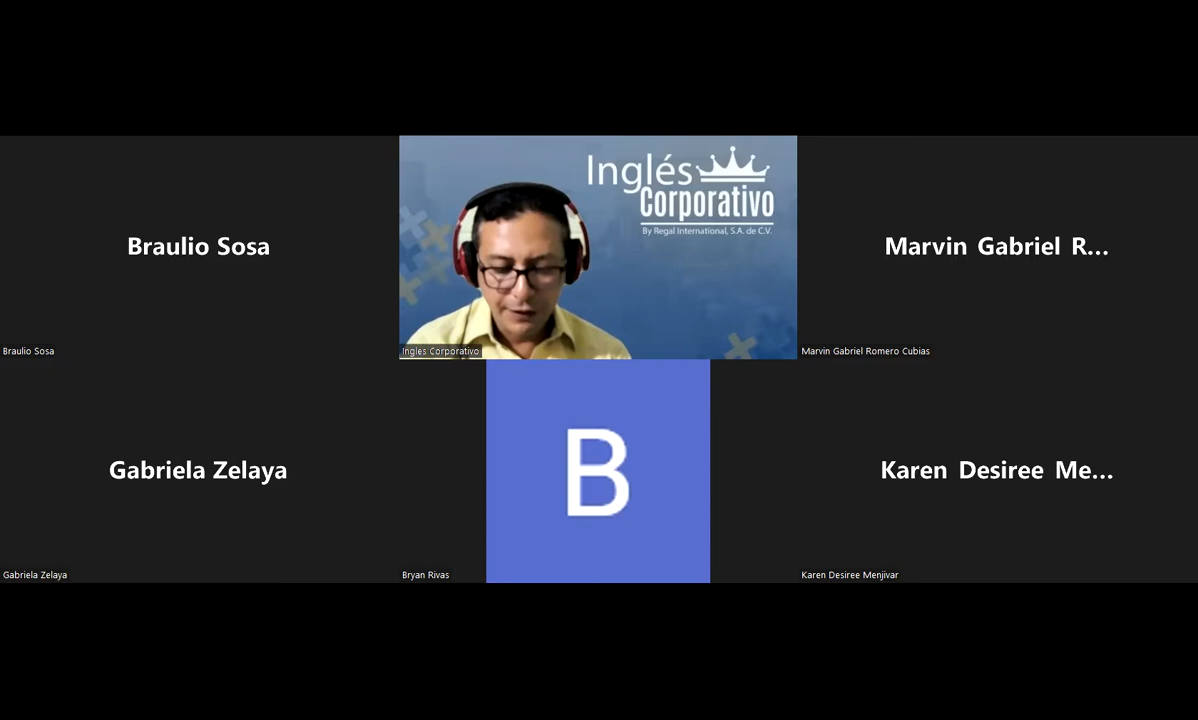 Braulio Sosa
Braulio Sosa
Inglés
Corporativo
By Regal International, S.A. de C.V.
Ingles Corporativo
Marvin Gabriel R...
Marvin Gabriel Romero Cubias
Gabriela Zelaya
Gabriela Zelaya
B
Bryan Rivas
Karen Desiree Me...
Karen Desiree Menjivar